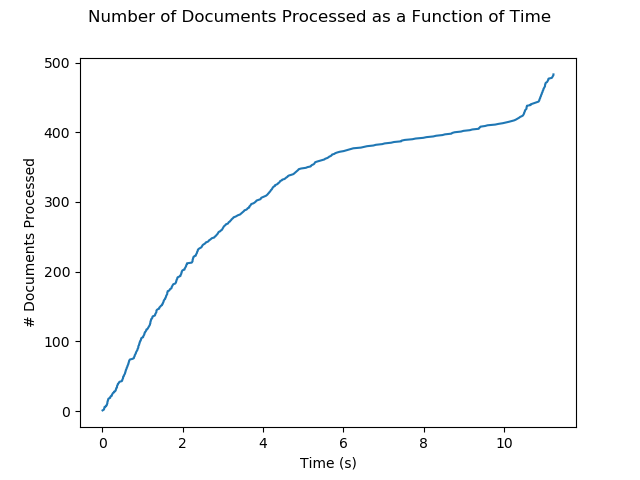 Number of Documents Processed as a Function of Time
500
400
300
200
100
0
# Documents Processed
0 2 4 6 8 10
Time (s)